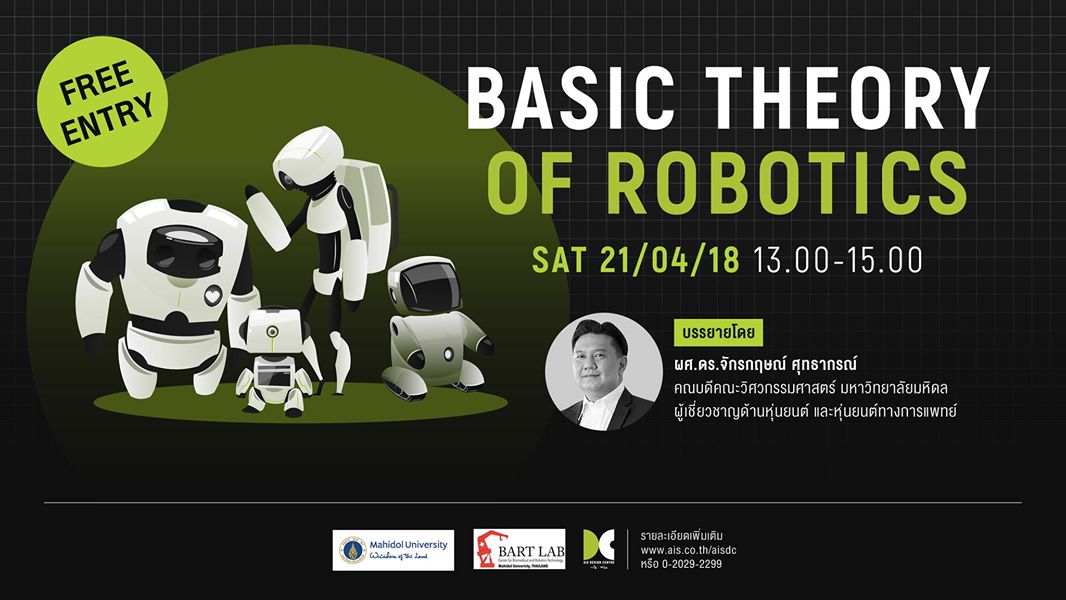 FREE
ENTRY
BASIC THEORY
OF ROBOTICS
SAT 21/04/18 13.00-15.00
บรรยายโดย
ผศ.ดร.จักรกฤษณ์ ศุทธากรณ์
คณบดีคณะวิศวกรรมศาสตร์ มหาวิทยาลัยมหิดล
ผู้เชี่ยวชาญด้านหุ่นยนต์ และหุ่นยนต์ทางการแพทย์
Mahidol University
Wisdom of the Land
BART LAB
Center for Biomedical and Robotics Technology
Mahidol University, THAILAND
AIS DESIGN CENTRE
รายละเอียดเพิ่มเติม
www.ais.co.th/aisdc
หรือ 0-2029-2299